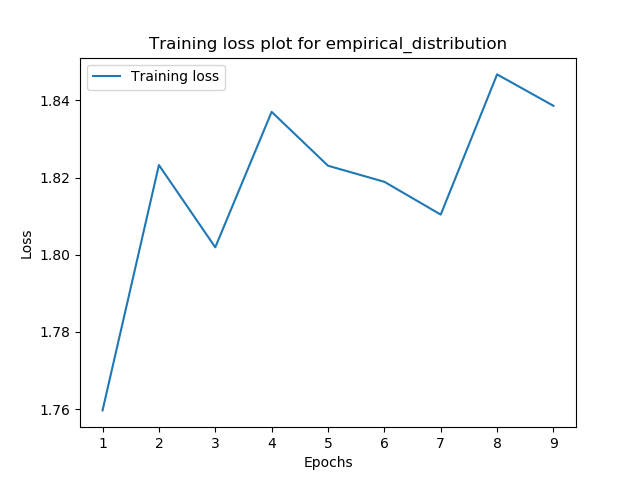 Training loss plot for empirical_distribution
Training loss
1.84
1.82
1.80
1.78
1.76
Loss
1 2 3 4 5 6 7 8 9
Epochs